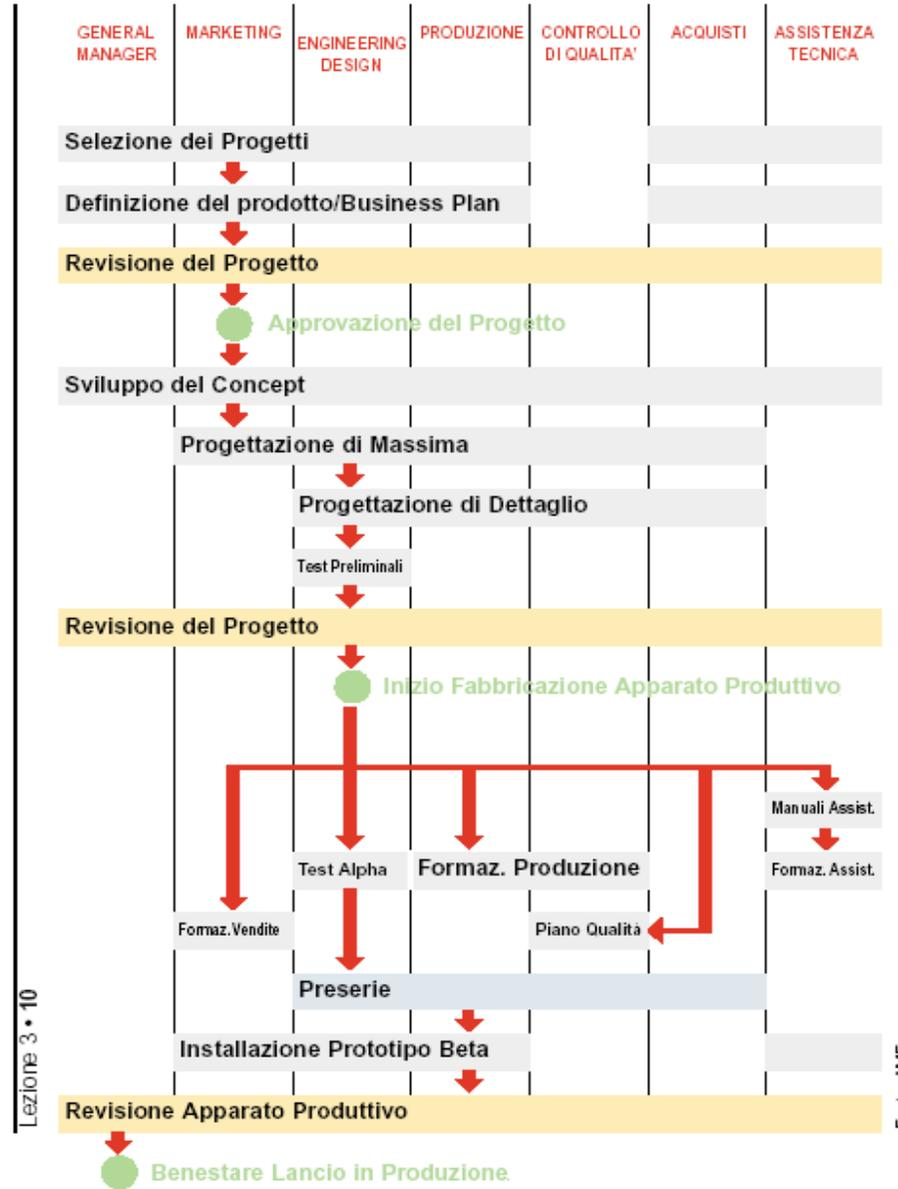 GENERAL
MANAGER
MARKETING
ENGINEERING
DESIGN
PRODUZIONE
CONTROLLO
DI QUALITA'
ACQUISTI
ASSISTENZA
TECNICA
Selezione dei Progetti
Definizione del prodotto/Business Plan
Revisione del Progetto
Approvazione del Progetto
Sviluppo del Concept
Progettazione di Massima
Progettazione di Dettaglio
Test Preliminali
Revisione del Progetto
Inizio Fabbricazione Apparato Produttivo
Manuali Assist.
Test Alpha
Formaz. Produzione
Formaz. Assist.
Formaz. Vendite
Piano Qualità
Preserie
Installazione Prototipo Beta
Revisione Apparato Produttivo
Benestare Lancio in Produzione
Lezione 3 • 10